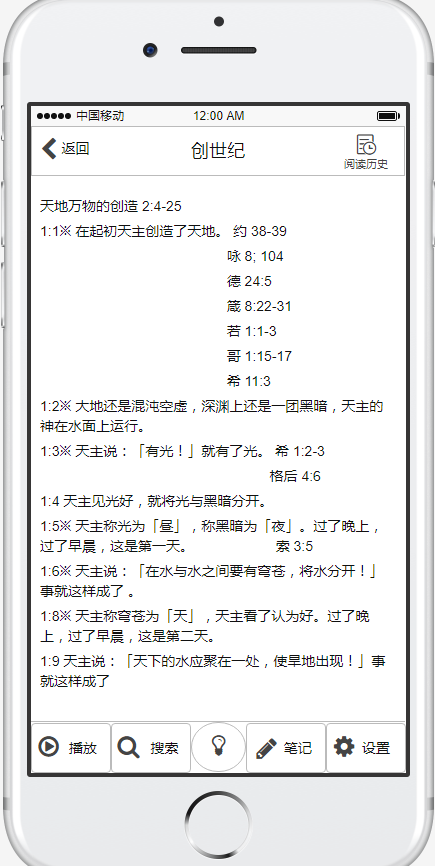 中国移动 12:00 AM
返回 创世纪
阅读历史
天地万物的创造 2:4-25
1:1※ 在起初天主创造了天地。 约 38-39
咏 8; 104
德 24:5
箴 8:22-31
若 1:1-3
哥 1:15-17
希 11:3
1:2※ 大地还是混沌空虚，深渊上还是一团黑暗，天主的
神在水面上运行。
1:3※ 天主说：「有光！」就有了光。 希 1:2-3
格后 4:6
1:4 天主见光好，就将光与黑暗分开。
1:5※ 天主称光为「昼」，称黑暗为「夜」。过了晚上，
过了早晨，这是第一天。 索 3:5
1:6※ 天主说：「在水与水之间要有穹苍，将水分开！」
事就这样成了 。
1:8※ 天主称穹苍为「天」，天主看了认为好。过了晚
上，过了早晨，这是第二天。
1:9 天主说：「天下的水应聚在一处，使旱地出现！」事
就这样成了
播放 搜索 笔记 设置